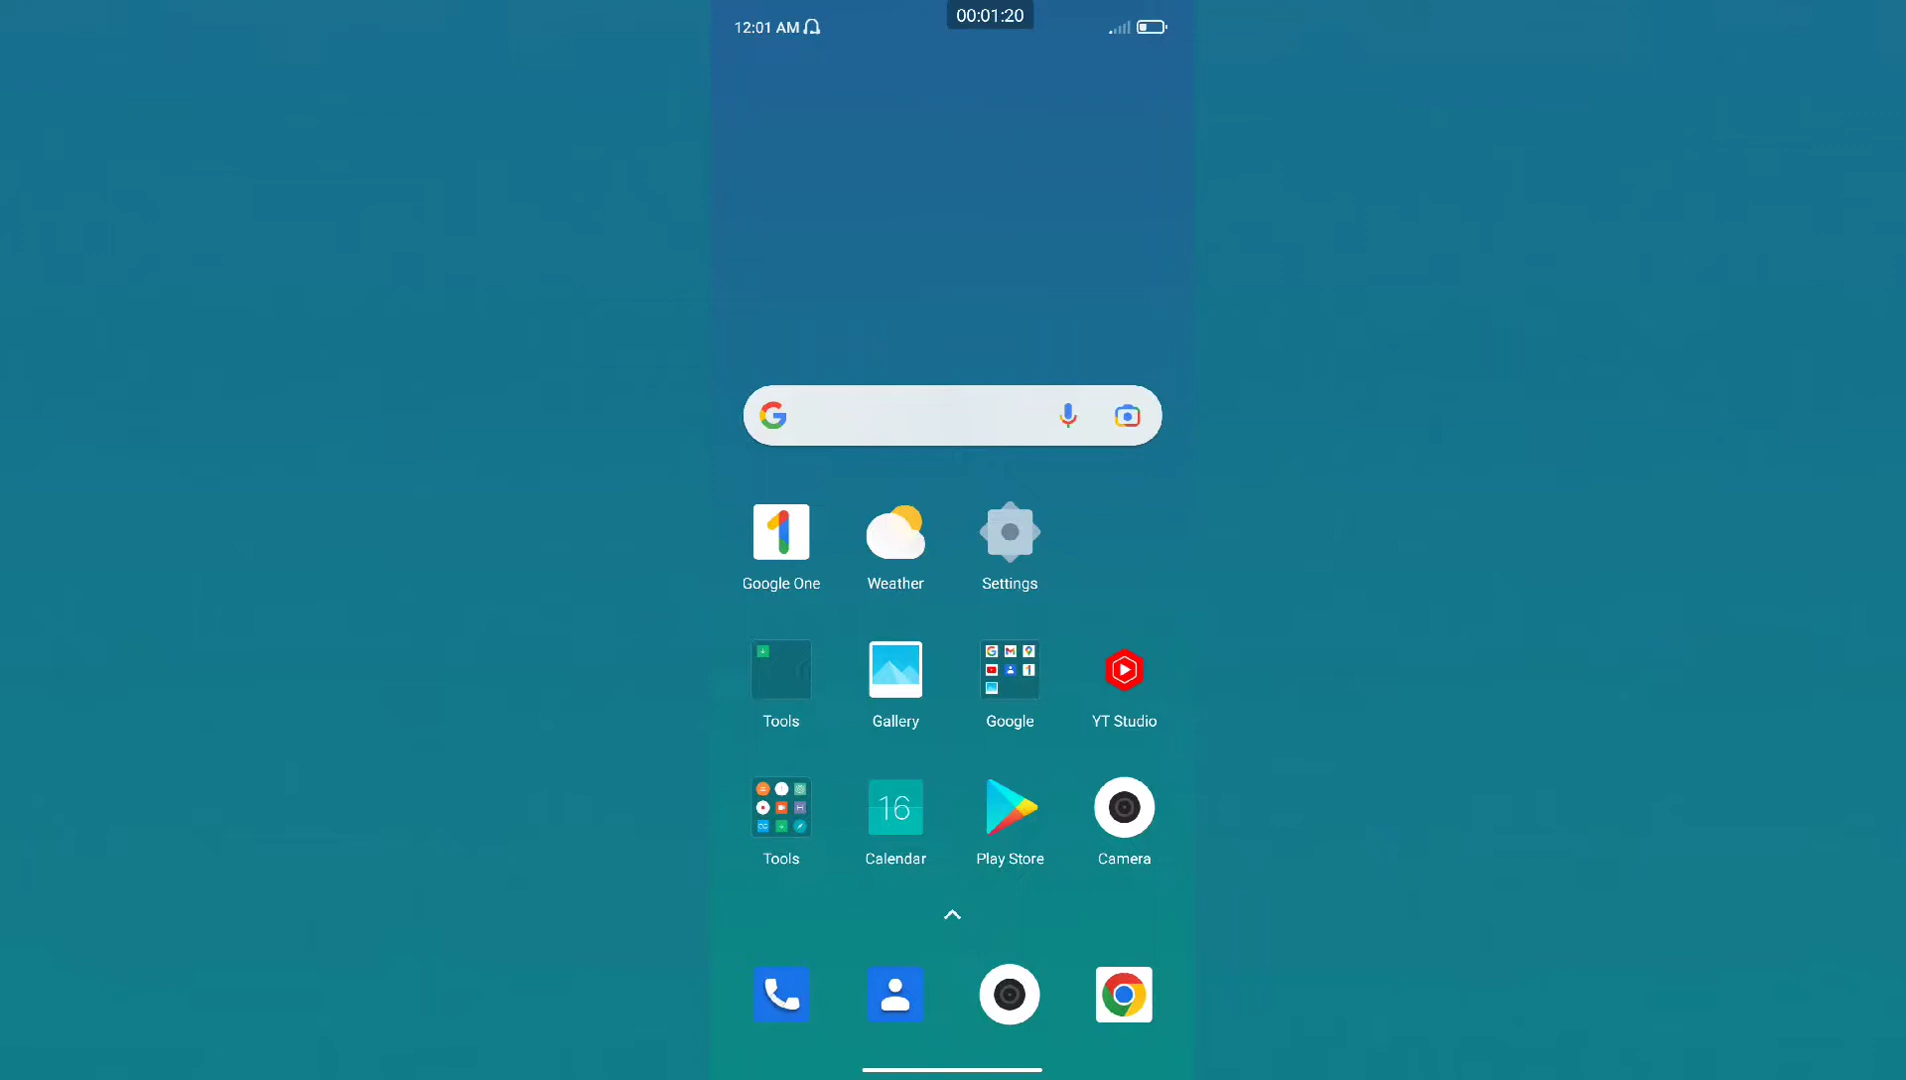 00:01:20
12:01 AM
Google One
Weather
Settings
Tools
Gallery
Google
YT Studio
Tools
16
Calendar
Play Store
Camera